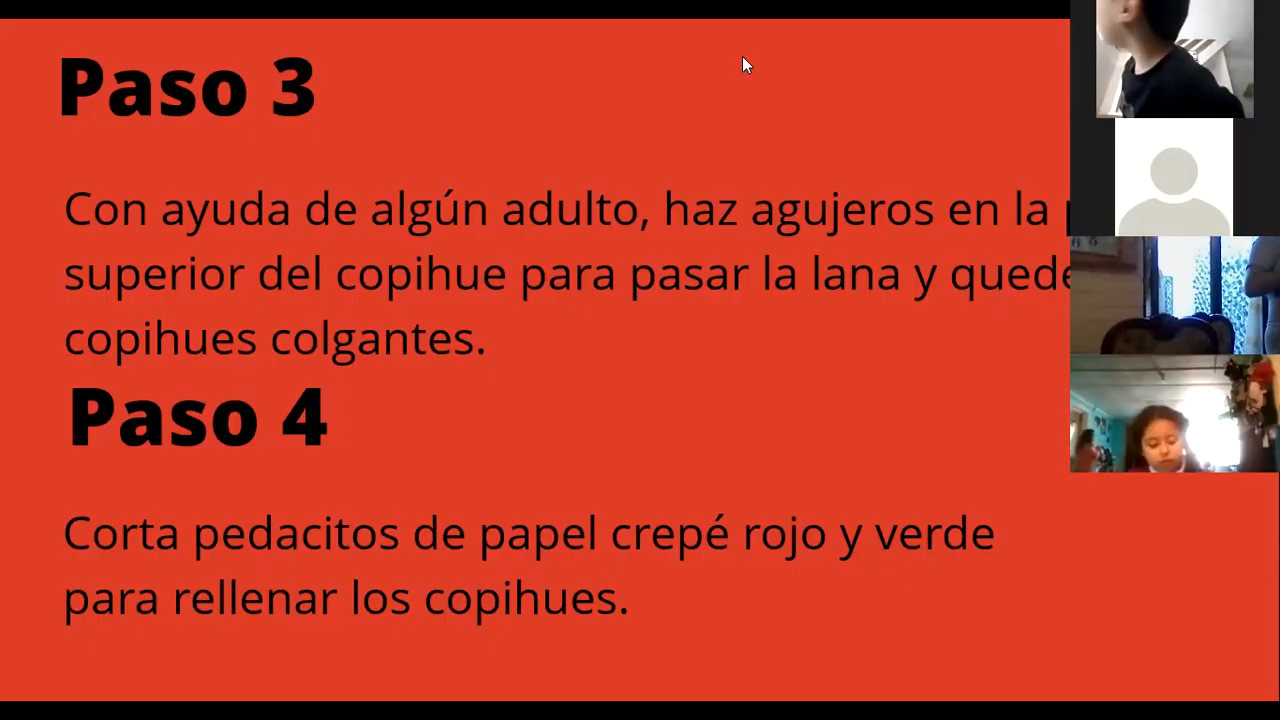 Paso 3
Con ayuda de algún adulto, haz agujeros en la
superior del copihue para pasar la lana y quede
copihues colgantes.
Paso 4
Corta pedacitos de papel crepé rojo y verde
para rellenar los copihues.